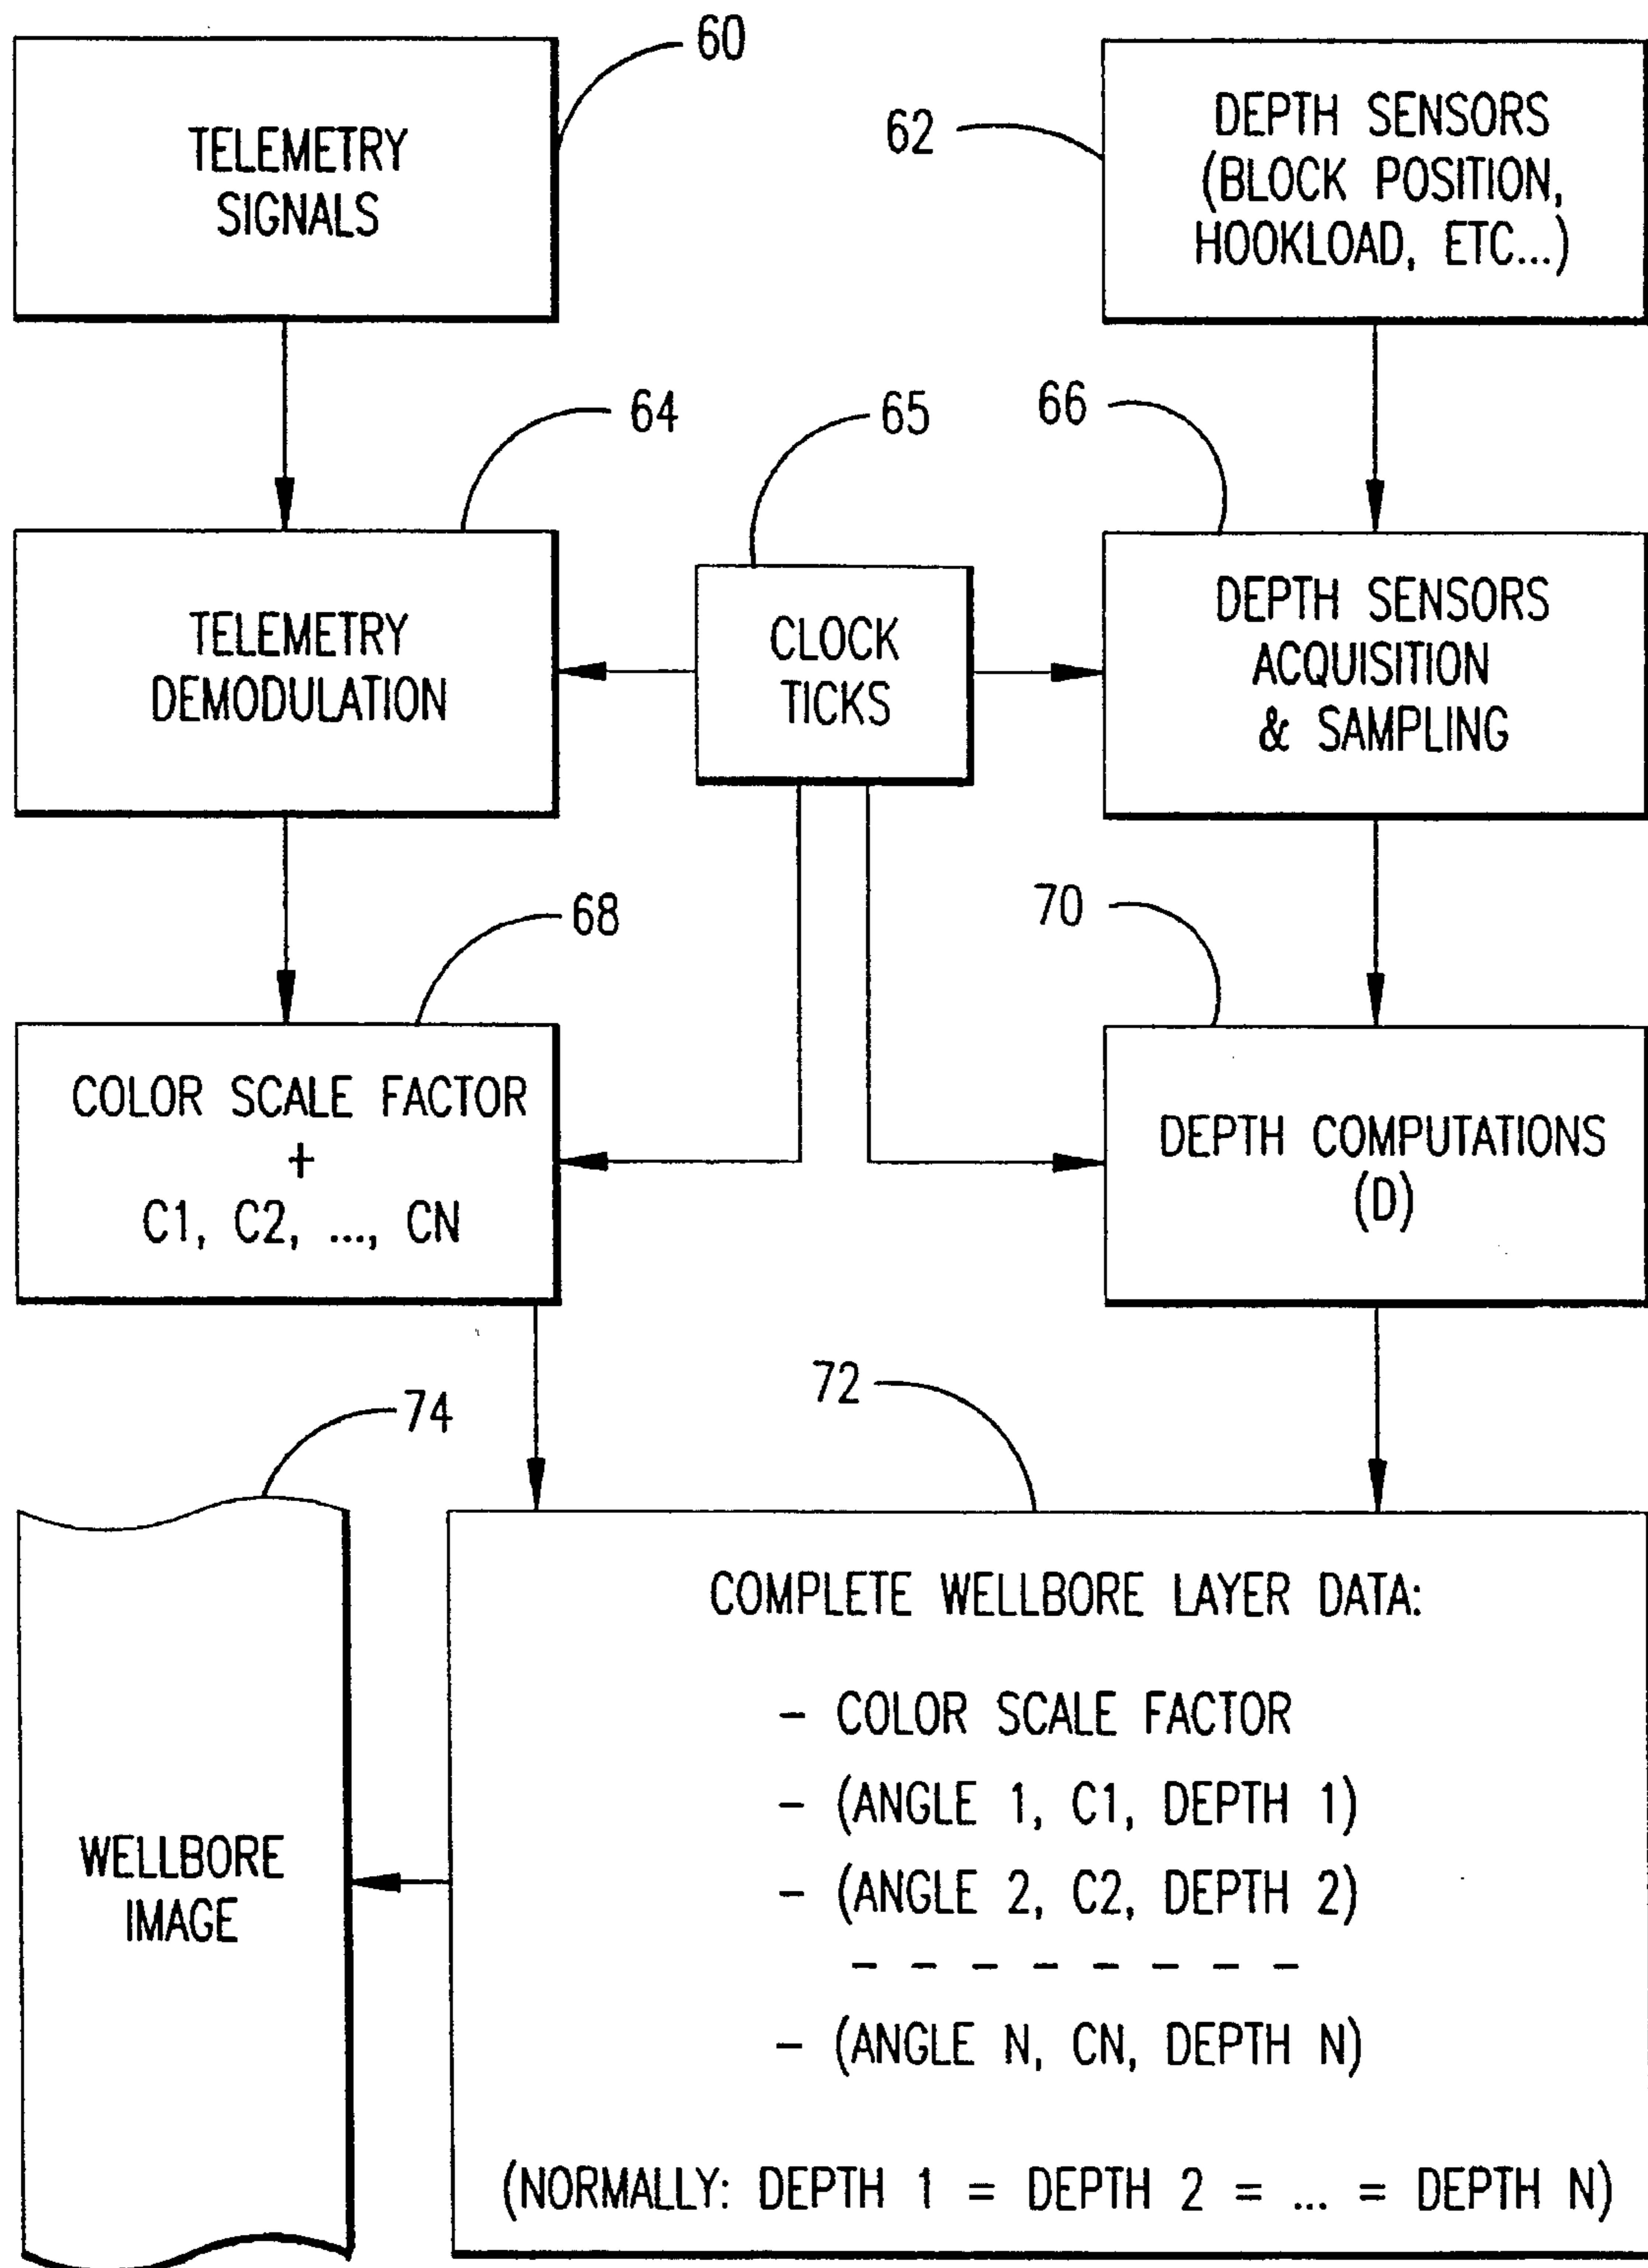 60
TELEMETRY
SIGNALS
62
DEPTH SENSORS
(BLOCK POSITION,
HOOKLOAD, ETC...)
64
65
66
TELEMETRY
DEMODULATION
CLOCK
TICKS
DEPTH SENSORS
ACQUISITION
& SAMPLING
68
70
COLOR SCALE FACTOR
+
C1, C2, ..., CN
DEPTH COMPUTATIONS
(D)
74
72
WELLBORE
IMAGE
COMPLETE WELLBORE LAYER DATA:
- COLOR SCALE FACTOR
- (ANGLE 1, C1, DEPTH 1)
- (ANGLE 2, C2, DEPTH 2)
- - - - - - - -
- (ANGLE N, CN, DEPTH N)
(NORMALLY: DEPTH 1 = DEPTH 2 = ... = DEPTH N)